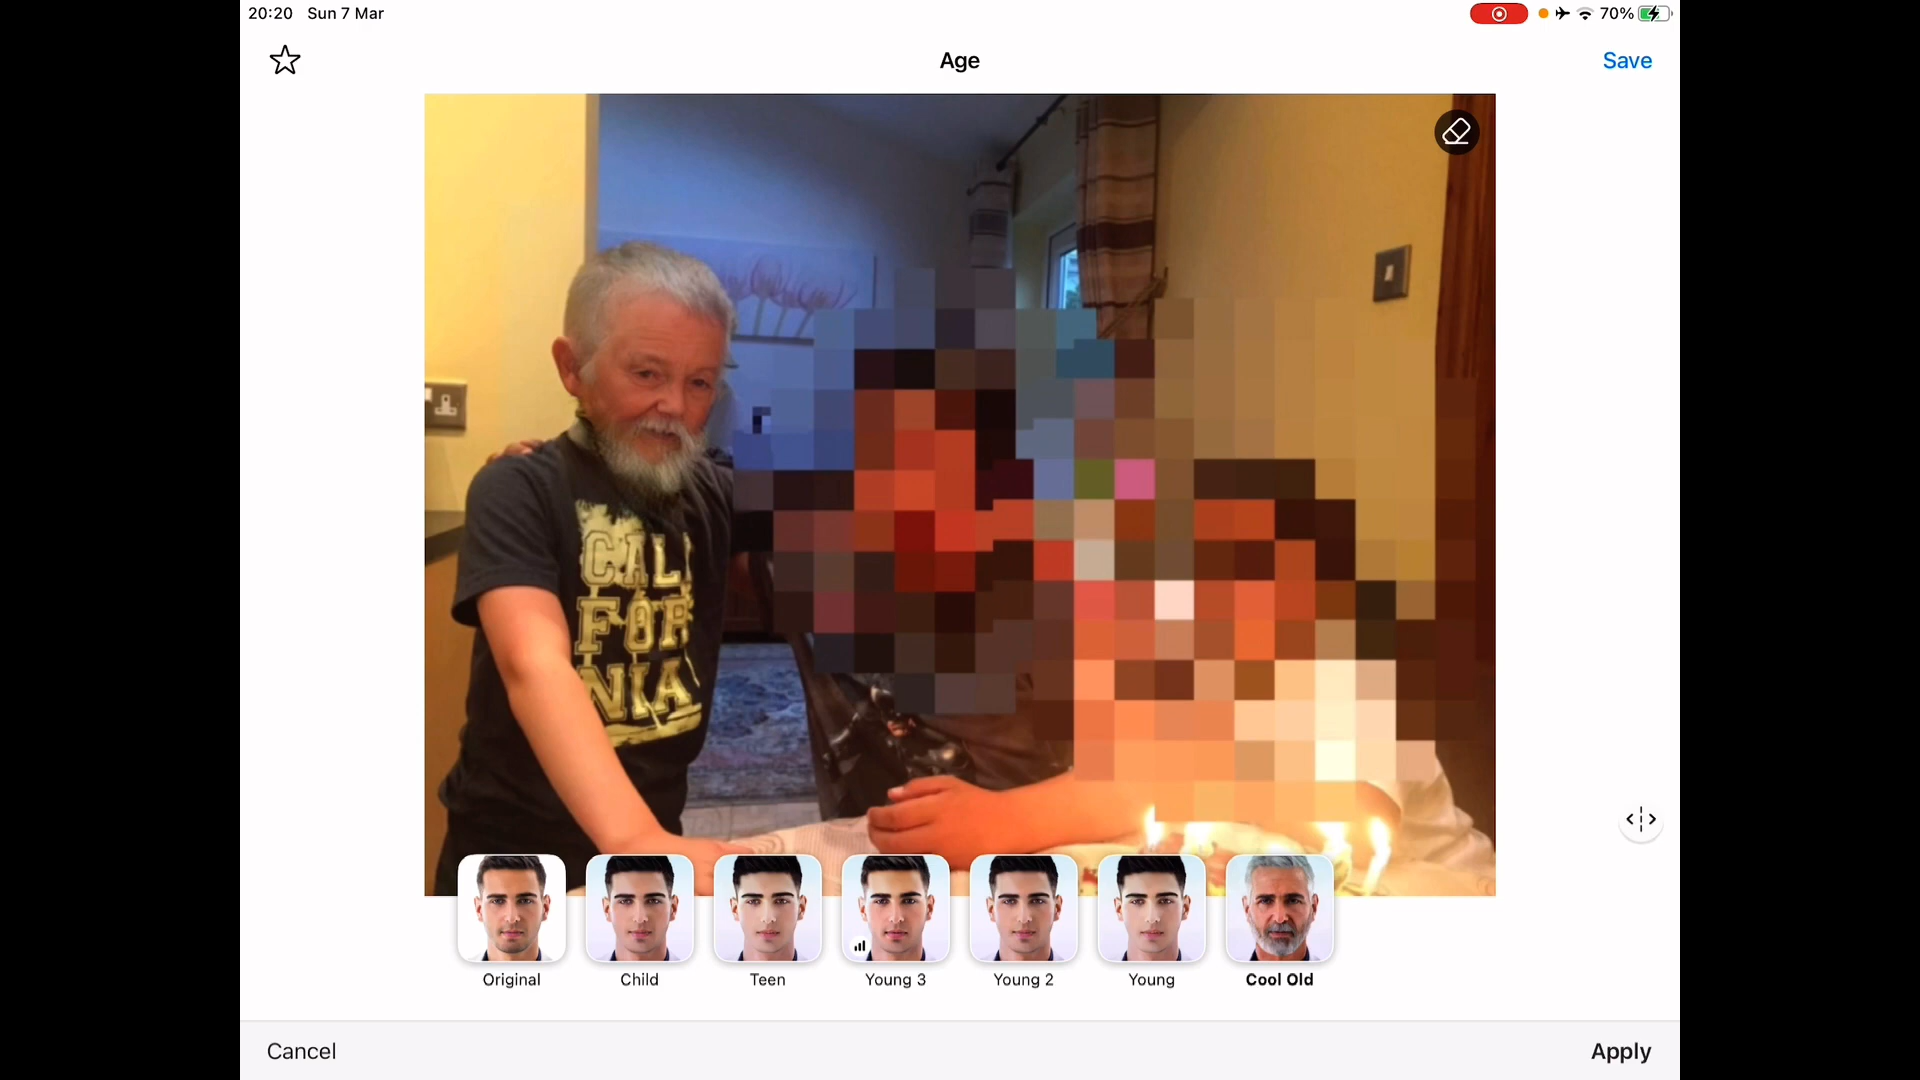 20:20 Sun 7 Mar
70%
Age
Save
CALI
FOR
NIA
Original
Child
Teen
Young 3
Young 2
Young
Cool Old
Cancel
Apply